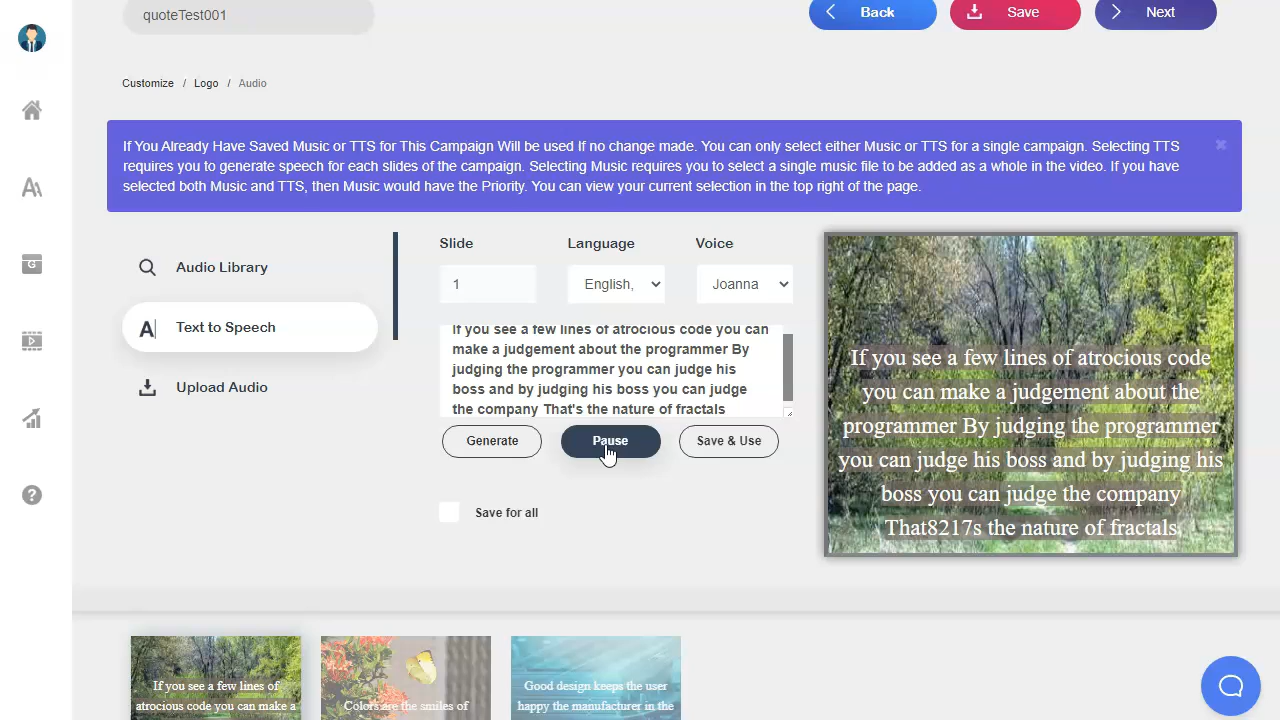 quoteTest001
Back
Save
Next
Customize / Logo / Audio
If You Already Have Saved Music or TTS for This Campaign Will be used If no change made. You can only select either Music or TTS for a single campaign. Selecting TTS
requires you to generate speech for each slides of the campaign. Selecting Music requires you to select a single music file to be added as a whole in the video. If you have
selected both Music and TTS, then Music would have the Priority. You can view your current selection in the top right of the page.
×
Audio Library
Text to Speech
Upload Audio
Slide
Language
Voice
1
English,
Joanna
If you see a few lines of atrocious code you can
make a judgement about the programmer By
judging the programmer you can judge his
boss and by judging his boss you can judge
the company That's the nature of fractals
Generate
Pause
Save & Use
Save for all
If you see a few lines of atrocious code
you can make a judgement about the
programmer By judging the programmer
you can judge his boss and by judging his
boss you can judge the company
That8217s the nature of fractals
If you see a few lines of
atrocious code you can make a
Colors are the smiles of
Good design keeps the user
happy the manufacturer in the